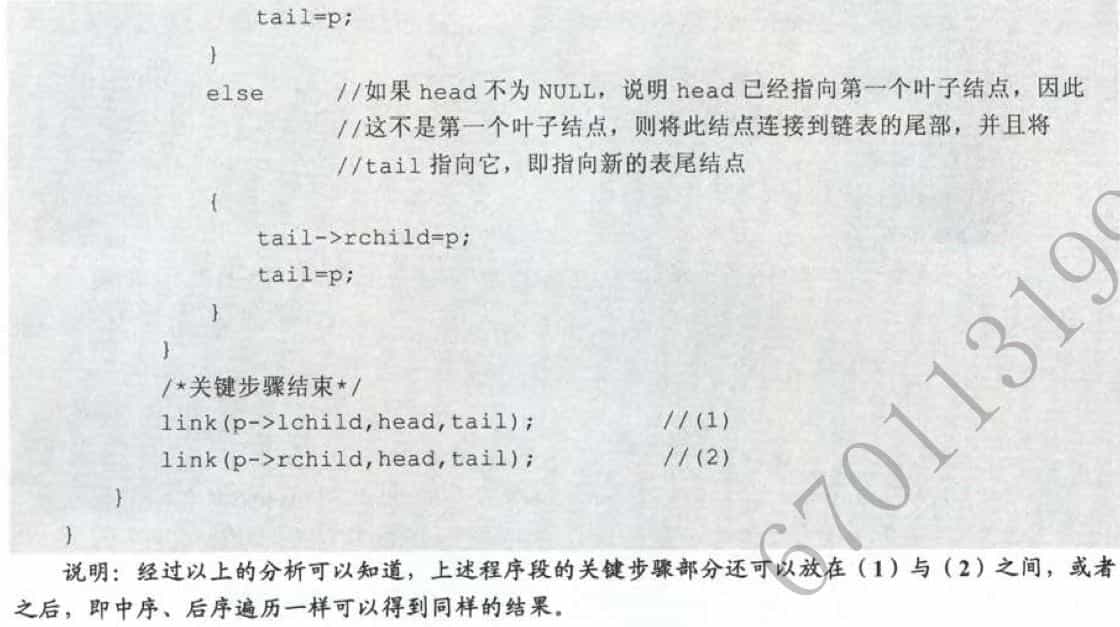 tail=p;
}
else //如果 head 不为 NULL，说明 head 已经指向第一个叶子结点，因此
//这不是第一个叶子结点，则将此结点连接到链表的尾部，并且将
//tail 指向它，即指向新的表尾结点
{
tail->rchild=p;
tail=p;
}
}
/*关键步骤结束*/
link(p->lchild,head,tail); //(1)
link(p->rchild,head,tail); //(2)
}
}
说明：经过以上的分析可以知道，上述程序段的关键步骤部分还可以放在（1）与（2）之间，或者
之后，即中序、后序遍历一样可以得到同样的结果。